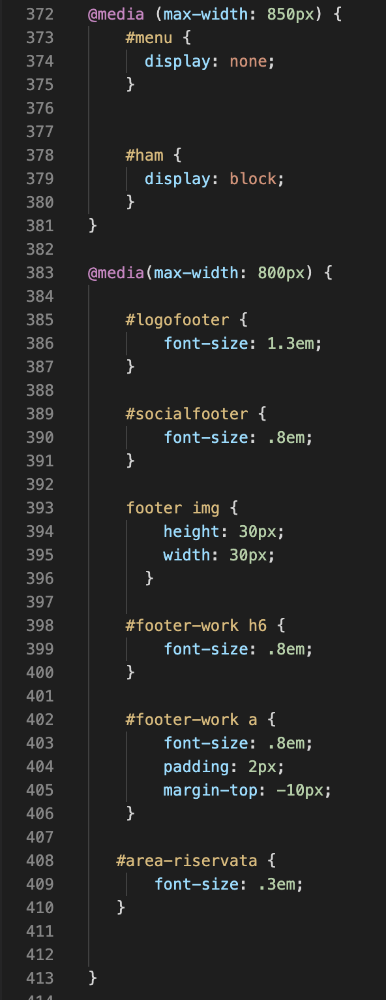 372 @media (max-width: 850px) {
373 #menu {
374 display: none;
375 }
376
377
378 #ham {
379 display: block;
380 }
381 }
382
383 @media(max-width: 800px) {
384
385 #logofooter {
386 font-size: 1.3em;
387 }
388
389 #socialfooter {
390 font-size: .8em;
391 }
392
393 footer img {
394 height: 30px;
395 width: 30px;
396 }
397
398 #footer-work h6 {
399 font-size: .8em;
400 }
401
402 #footer-work a {
403 font-size: .8em;
404 padding: 2px;
405 margin-top: -10px;
406 }
407
408 #area-riservata {
409 font-size: .3em;
410 }
411
412
413 }
414